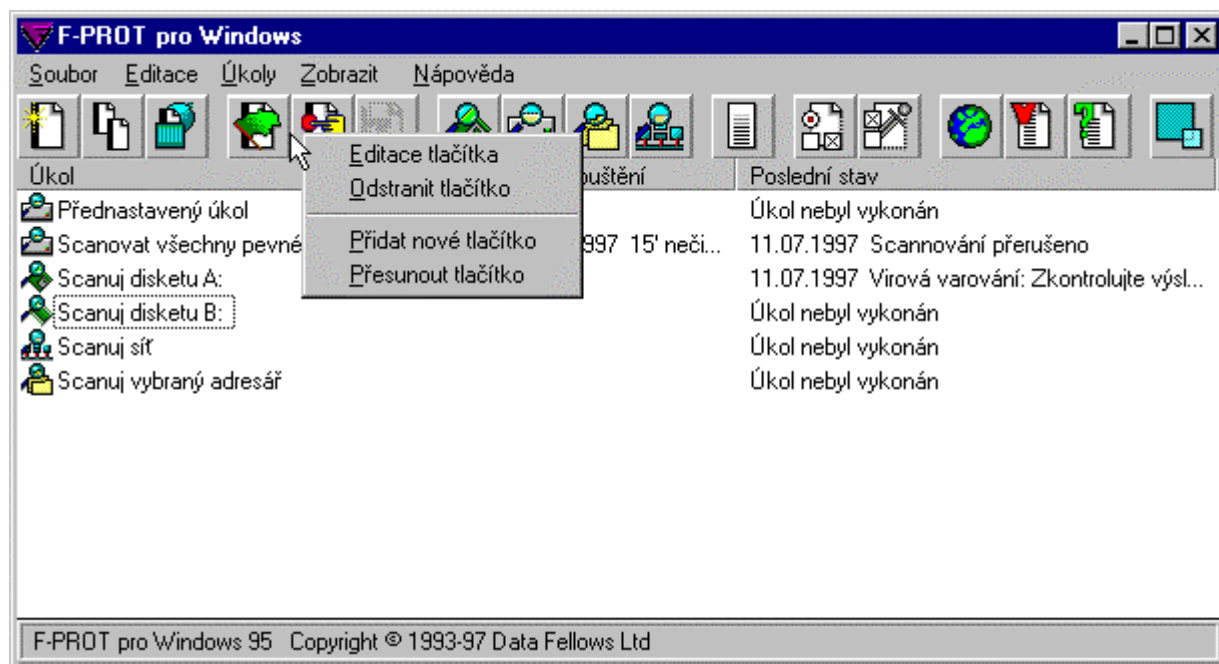 F-PROT pro Windows
Soubor Editace Úkoly Zobrazit Nápověda
Editace tlačítka
Odstranit tlačítko
Přidat nové tlačítko
Přesunout tlačítko
Úkol Poslední stav
Přednastavený úkol Úkol nebyl vykonán
Scanovat všechny pevné 1997 15' neči... 11.07.1997 Scannování přerušeno
Scanuj disketu A: 11.07.1997 Virová varování: Zkontrolujte výsl...
Scanuj disketu B: Úkol nebyl vykonán
Scanuj síť Úkol nebyl vykonán
Scanuj vybraný adresář Úkol nebyl vykonán
F-PROT pro Windows 95 Copyright © 1993-97 Data Fellows Ltd